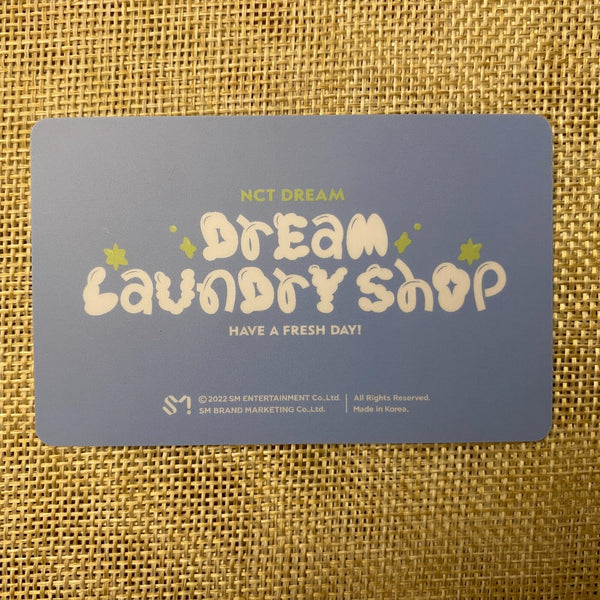 NCT DREAM
DrEAM
LAUNDrY ShOP
HAVE A FRESH DAY!
SM
©2022 SM ENTERTAINMENT Co.,Ltd.
SM BRAND MARKETING Co.,Ltd.
All Rights Reserved.
Made in Korea.